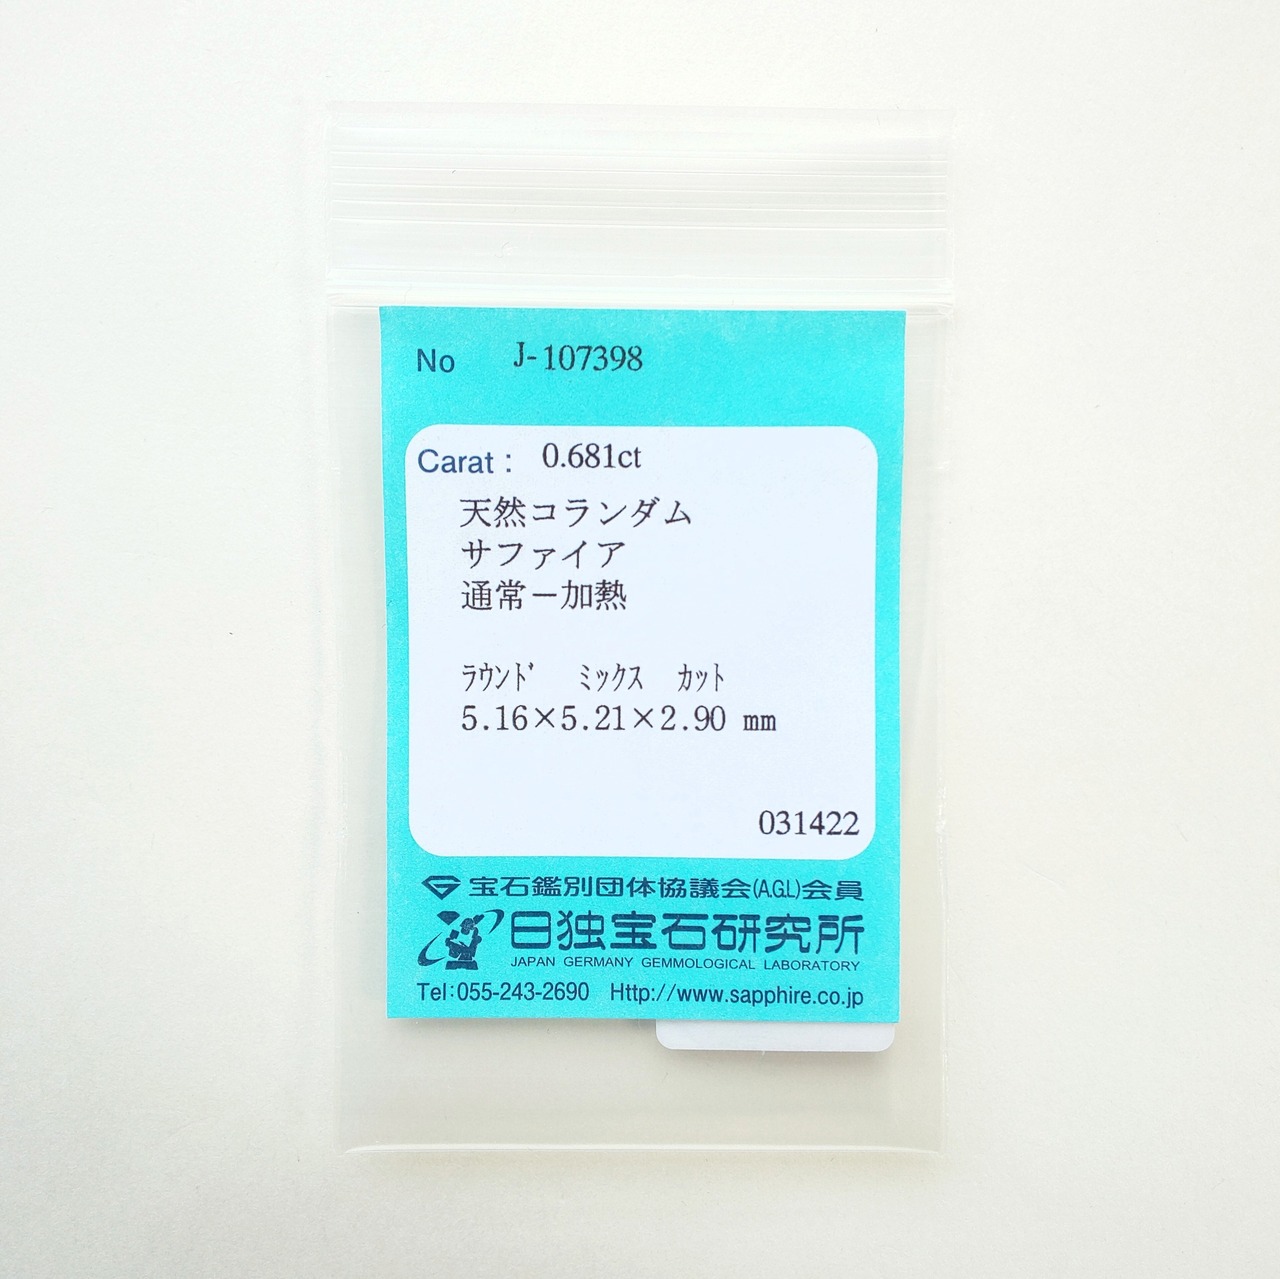 No J-107398
Carat : 0.681ct
天然コランダム
サファイア
通常－加熱
ﾗｳﾝﾄﾞ ﾐｯｸｽ ｶｯﾄ
5.16×5.21×2.90 mm
031422
宝石鑑別団体協議会(A.G.L)会員
日独宝石研究所
JAPAN GERMANY GEMMOLOGICAL LABORATORY
Tel:055-243-2690 Http://www.sapphire.co.jp